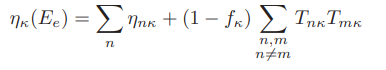 η_κ(E_e) = ∑_n η_{nκ} + (1 − f_κ) ∑_{n,m n≠m} T_{nκ}T_{mκ}